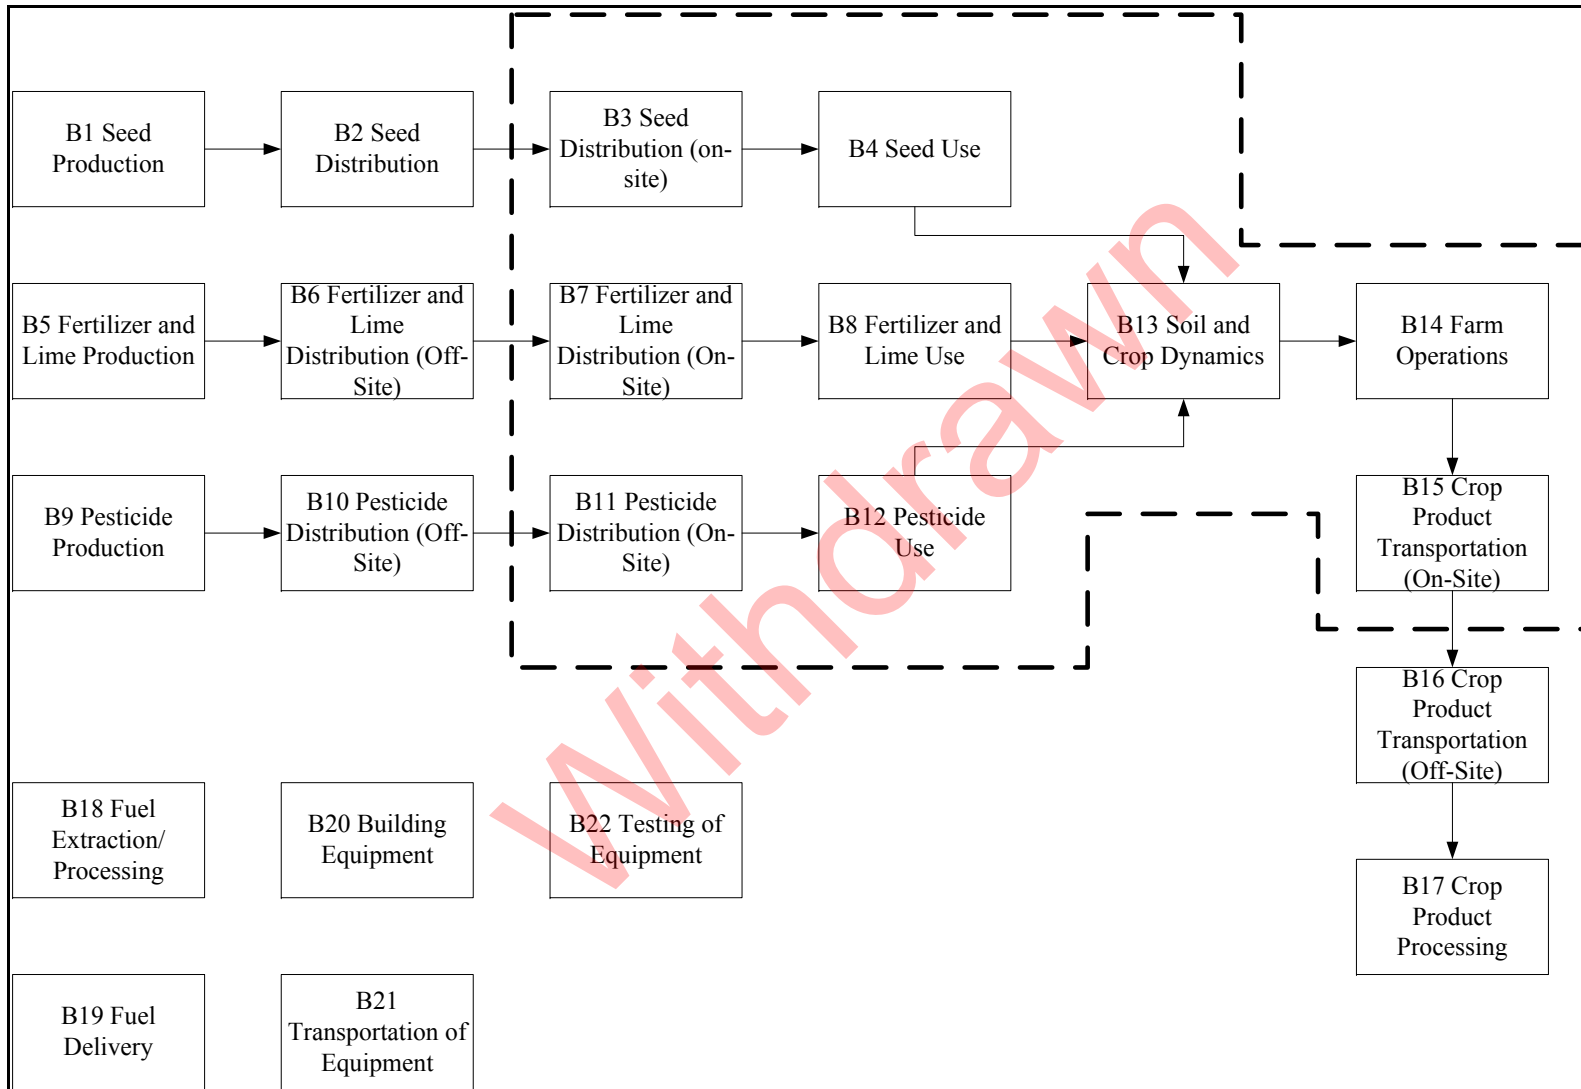 B1 Seed
Production
B2 Seed
Distribution
B3 Seed
Distribution (on-
site)
B4 Seed Use
B5 Fertilizer and
Lime Production
B6 Fertilizer and
Lime
Distribution (Off-
Site)
B7 Fertilizer and
Lime
Distribution (On-
Site)
B8 Fertilizer and
Lime Use
B13 Soil and
Crop Dynamics
B14 Farm
Operations
B9 Pesticide
Production
B10 Pesticide
Distribution (Off-
Site)
B11 Pesticide
Distribution (On-
Site)
B12 Pesticide
Use
B15 Crop
Product
Transportation
(On-Site)
B16 Crop
Product
Transportation
(Off-Site)
B18 Fuel
Extraction/
Processing
B20 Building
Equipment
B22 Testing of
Equipment
B17 Crop
Product
Processing
B19 Fuel
Delivery
B21
Transportation of
Equipment
Withdrawn